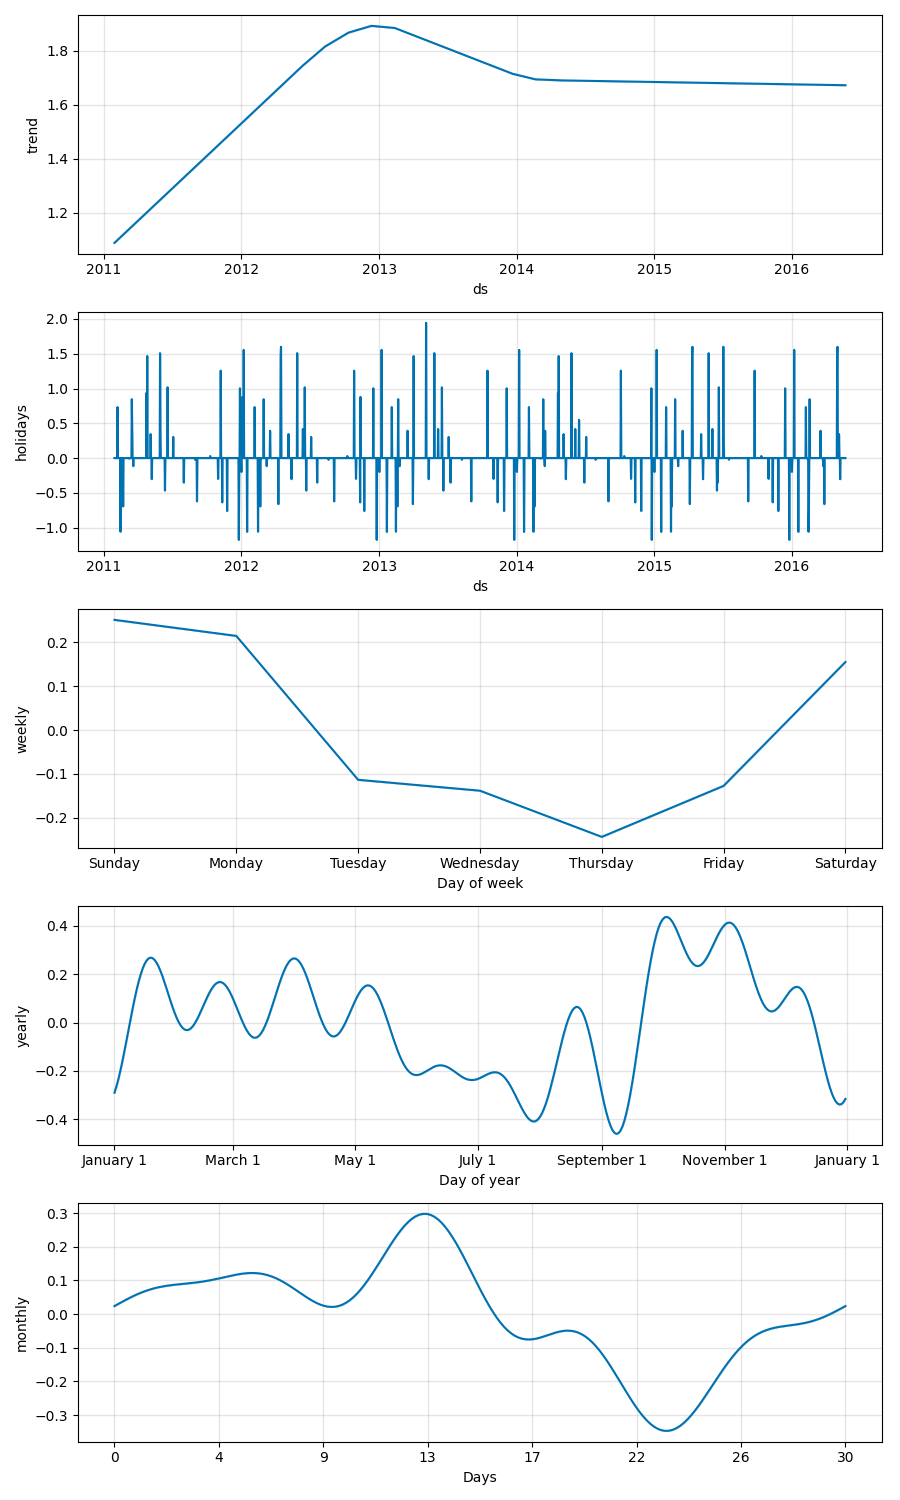 trend
1.8
1.6
1.4
1.2
2011 2012 2013 2014 2015 2016
ds
holidays
2.0
1.5
1.0
0.5
0.0
−0.5
−1.0
2011 2012 2013 2014 2015 2016
ds
weekly
0.2
0.1
0.0
−0.1
−0.2
Sunday Monday Tuesday Wednesday Thursday Friday Saturday
Day of week
yearly
0.4
0.2
0.0
−0.2
−0.4
January 1 March 1 May 1 July 1 September 1 November 1 January 1
Day of year
monthly
0.3
0.2
0.1
0.0
−0.1
−0.2
−0.3
0 4 9 13 17 22 26 30
Days